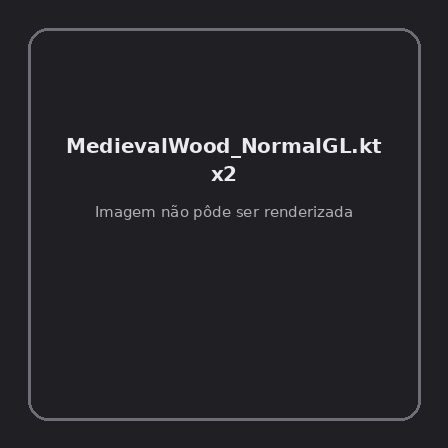 MedievalWood_NormalGL.kt
x2
Imagem não pôde ser renderizada